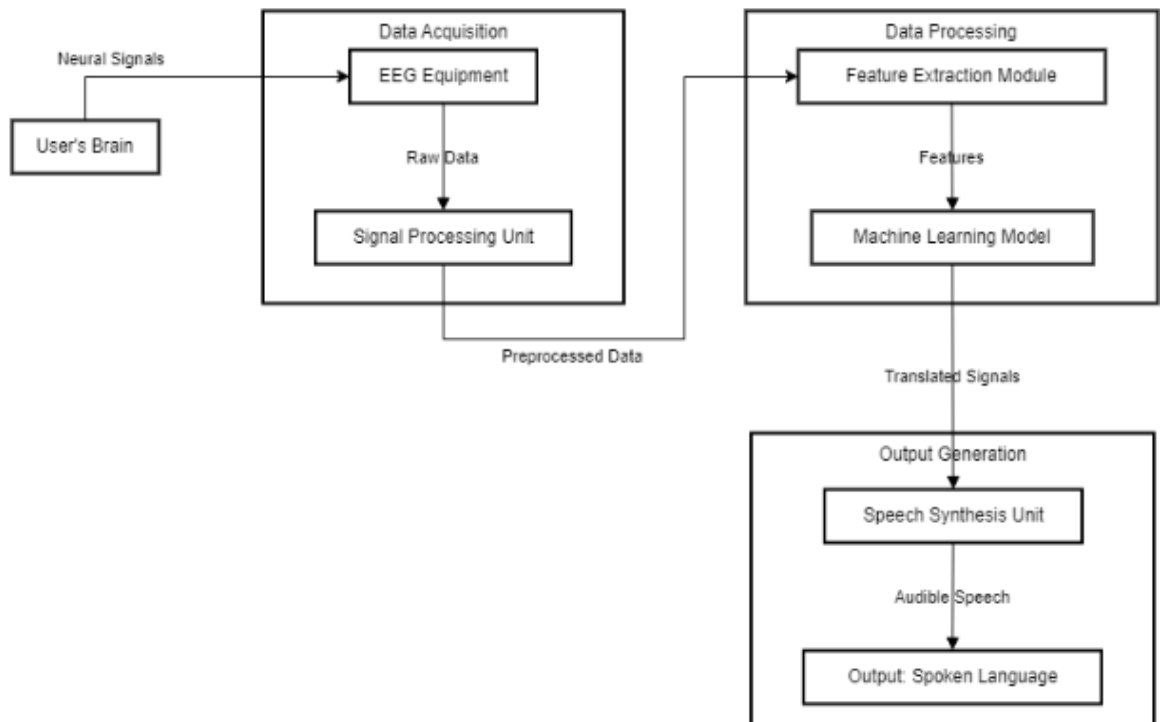 Data Acquisition
Data Processing
Neural Signals
EEG Equipment
Feature Extraction Module
User's Brain
Raw Data
Features
Signal Processing Unit
Machine Learning Model
Preprocessed Data
Translated Signals
Output Generation
Speech Synthesis Unit
Audible Speech
Output: Spoken Language